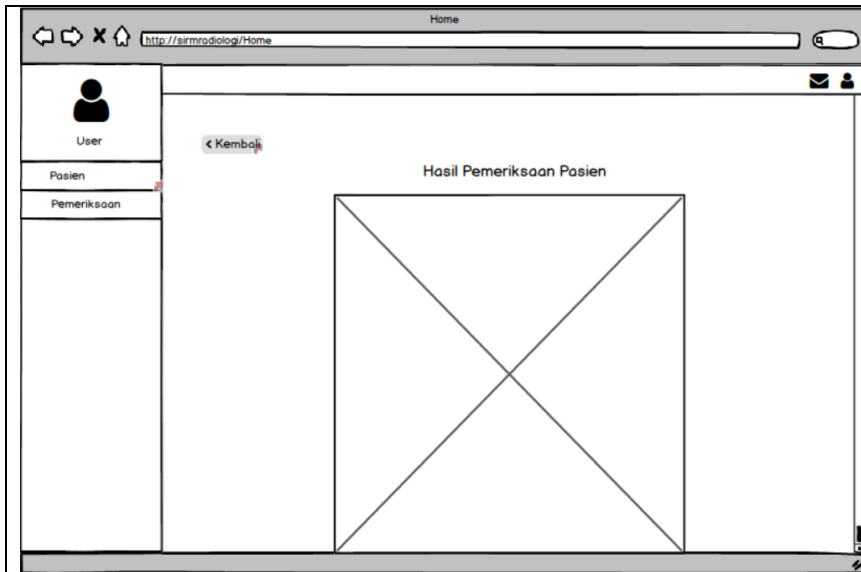 Home
http://sirmradiologi/Home
User
< Kembali
Hasil Pemeriksaan Pasien
Pasien
Pemeriksaan